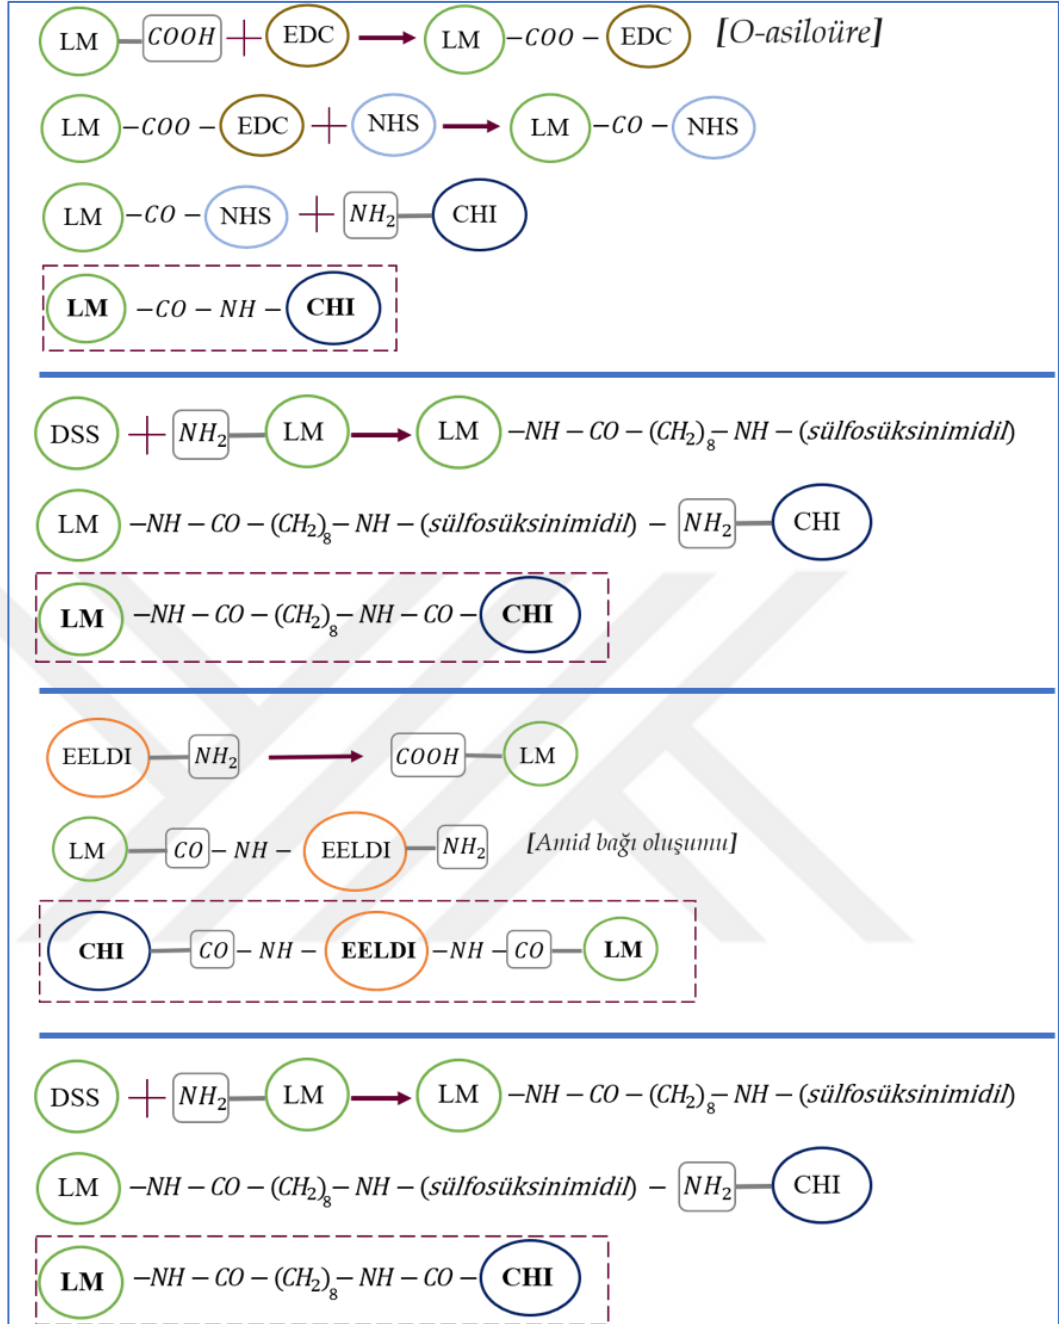 LM COOH + EDC → LM −COO − EDC [O-asiloüre]
LM −COO − EDC + NHS → LM −CO − NHS
LM −CO − NHS + NH₂ CHI
LM −CO − NH − CHI
DSS + NH₂ LM → LM −NH − CO − (CH₂)₈− NH − (sülfosüksinimidil)
LM −NH − CO − (CH₂)₈− NH − (sülfosüksinimidil) − NH₂ CHI
LM −NH − CO − (CH₂)₈− NH − CO − CHI
EELDI NH₂ → COOH LM
LM CO − NH − EELDI NH₂ [Amid bağı oluşumu]
CHI CO − NH − EELDI −NH − CO LM
DSS + NH₂ LM → LM −NH − CO − (CH₂)₈− NH − (sülfosüksinimidil)
LM −NH − CO − (CH₂)₈− NH − (sülfosüksinimidil) − NH₂ CHI
LM −NH − CO − (CH₂)₈− NH − CO − CHI